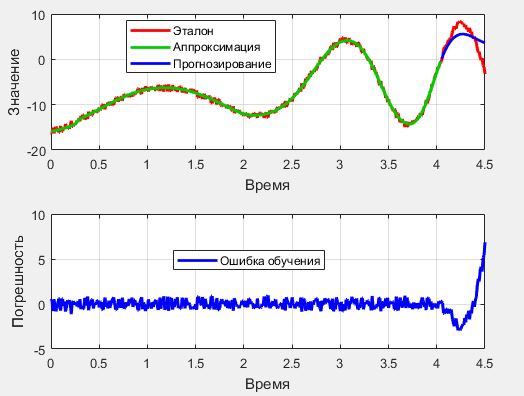 10
0
-10
-20
Значение
Эталон
Аппроксимация
Прогнозирование
0 0.5 1 1.5 2 2.5 3 3.5 4 4.5
Время
10
5
0
-5
Погрешность
Ошибка обучения
0 0.5 1 1.5 2 2.5 3 3.5 4 4.5
Время